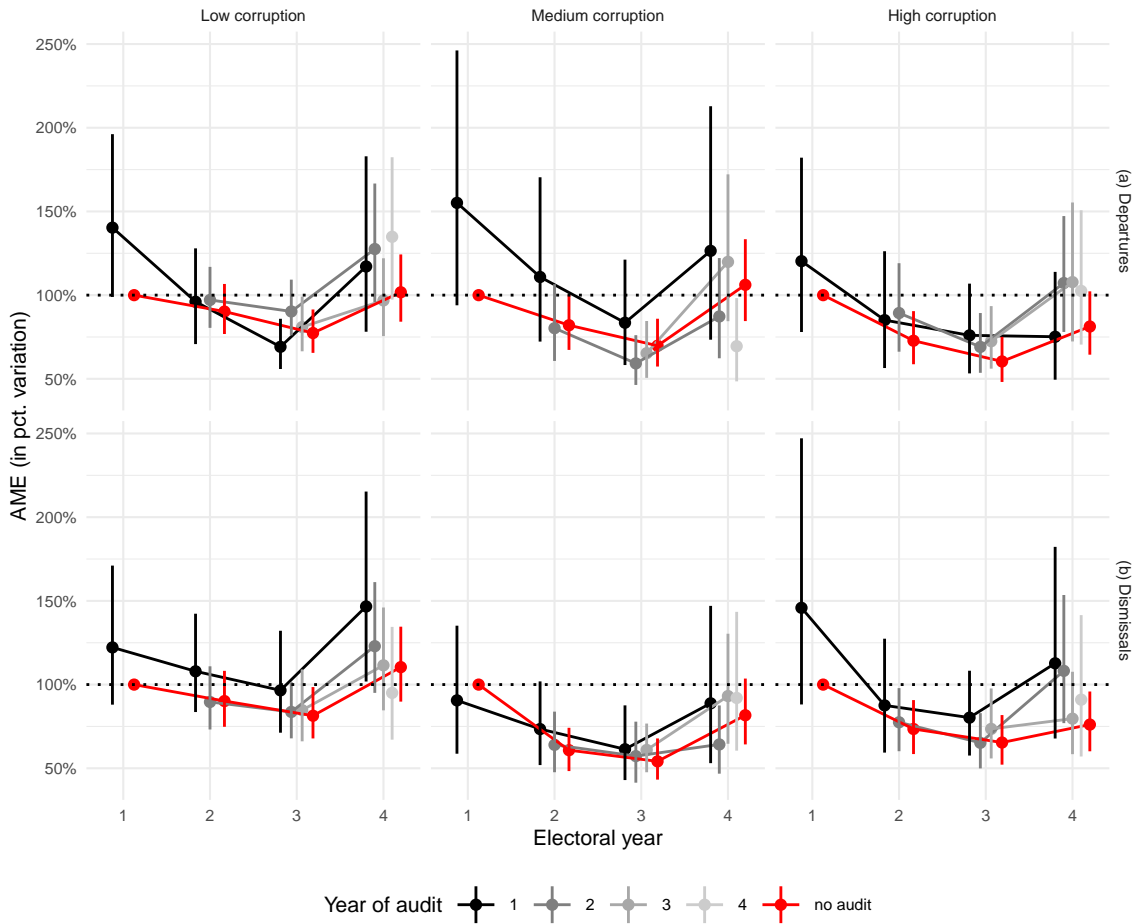 Low corruption
Medium corruption
High corruption
250%
200%
150%
100%
50%
(a) Departures
250%
200%
150%
100%
50%
(b) Dismissals
AME (in pct. variation)
1 2 3 4
1 2 3 4
1 2 3 4
Electoral year
Year of audit 1 2 3 4 no audit